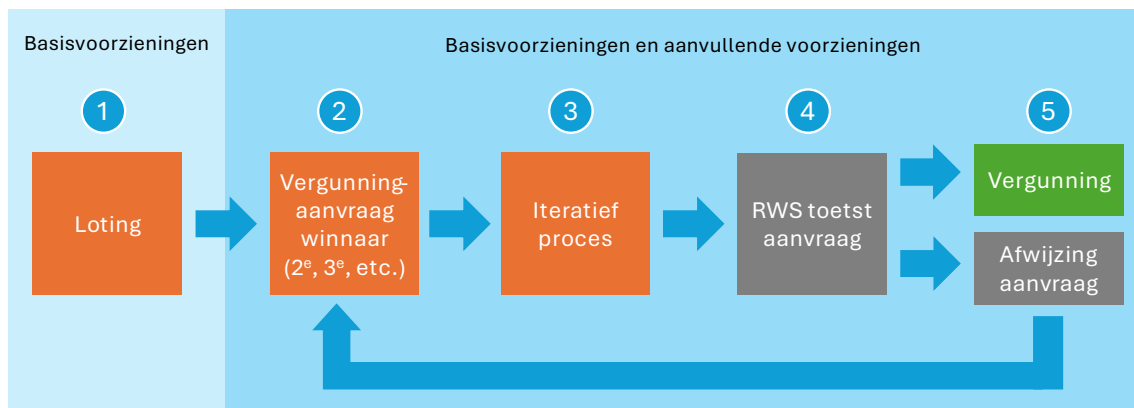 Basisvoorzieningen
Basisvoorzieningen en aanvullende voorzieningen
1
2
3
4
5
Loting
Vergunning-
aanvraag
winnaar
(2ᵉ, 3ᵉ, etc.)
Iteratief
proces
RWS toetst
aanvraag
Vergunning
Afwijzing
aanvraag